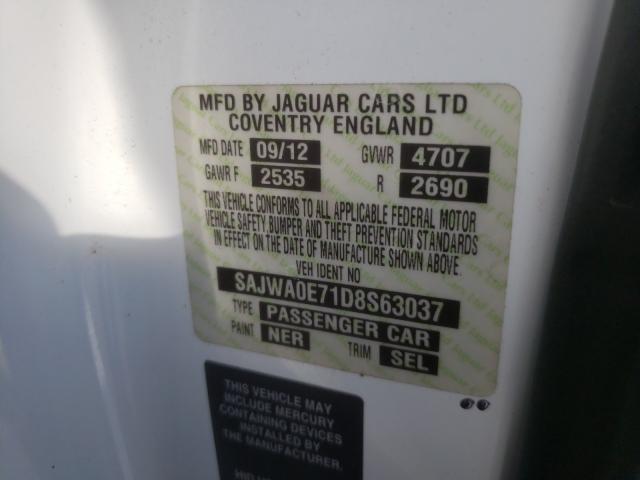 MFD BY JAGUAR CARS LTD
COVENTRY ENGLAND
MFD DATE 09/12 GVWR 4707
GAWR F 2535 R 2690
THIS VEHICLE CONFORMS TO ALL APPLICABLE FEDERAL MOTOR
VEHICLE SAFETY BUMPER AND THEFT PREVENTION STANDARDS
IN EFFECT ON THE DATE OF MANUFACTURE SHOWN ABOVE.
VEH IDENT NO
SAJWA0E71D8S63037
TYPE PASSENGER CAR
PAINT NER TRIM SEL
THIS VEHICLE MAY
INCLUDE MERCURY
CONTAINING DEVICES
INSTALLED BY
THE MANUFACTURER.